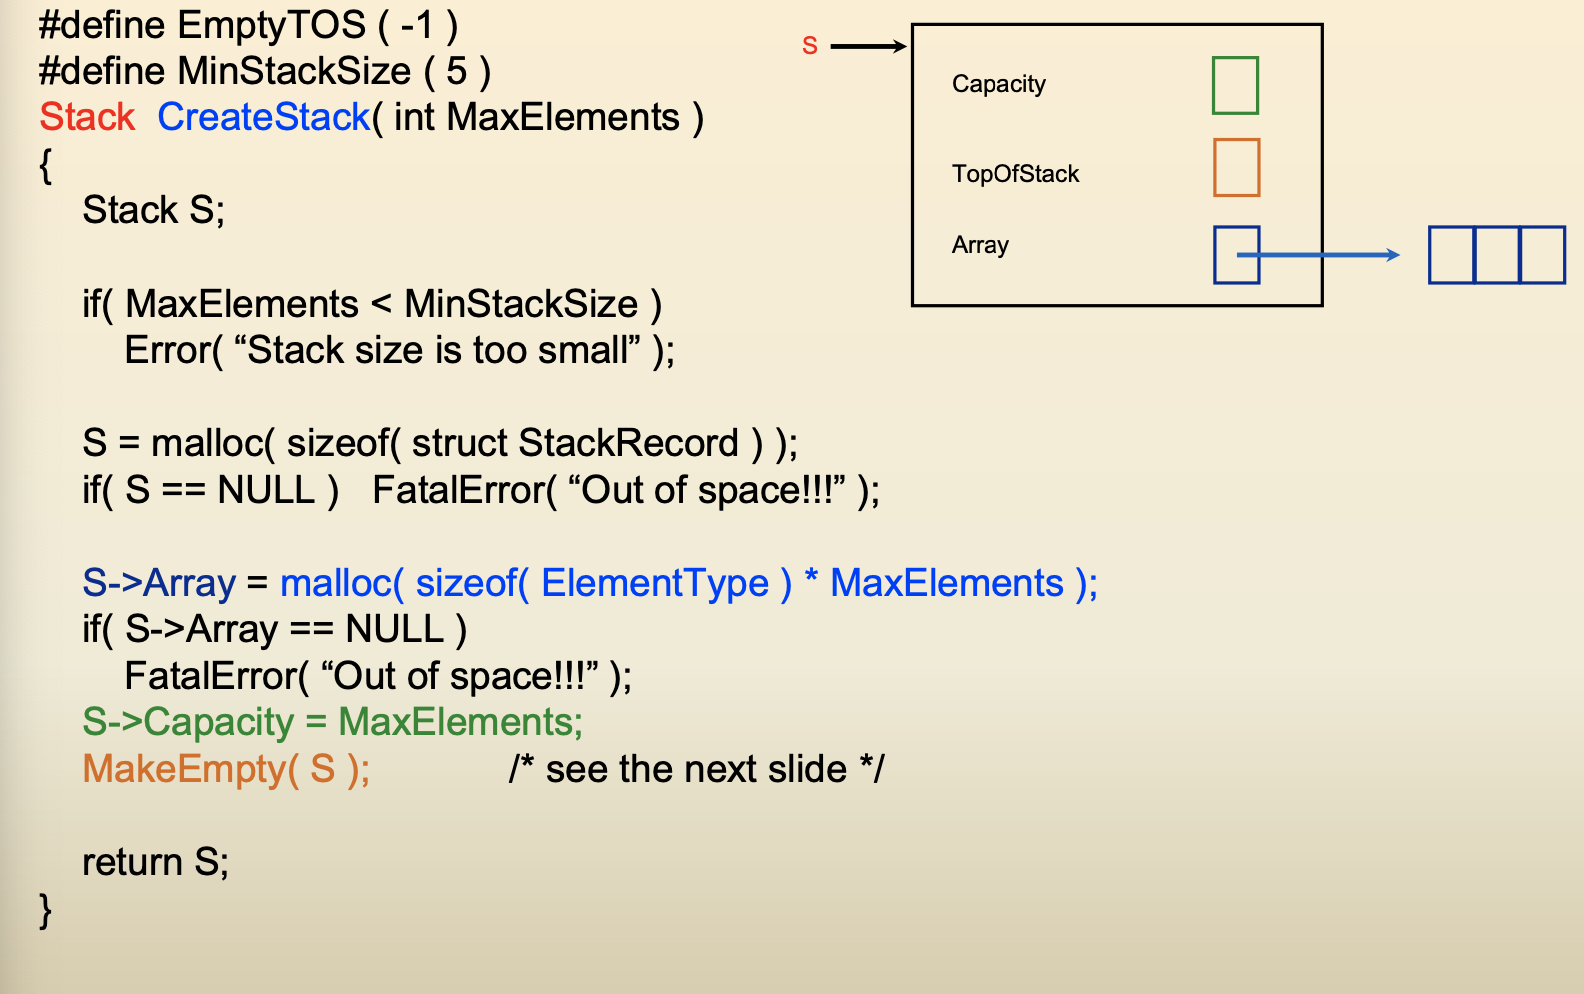 #define EmptyTOS ( -1 )
#define MinStackSize ( 5 )
Stack CreateStack( int MaxElements )
{
Stack S;
if( MaxElements < MinStackSize )
Error( “Stack size is too small” );
S = malloc( sizeof( struct StackRecord ) );
if( S == NULL ) FatalError( “Out of space!!!” );
S->Array = malloc( sizeof( ElementType ) * MaxElements );
if( S->Array == NULL )
FatalError( “Out of space!!!” );
S->Capacity = MaxElements;
MakeEmpty( S ); /* see the next slide */
return S;
}
S
Capacity
TopOfStack
Array